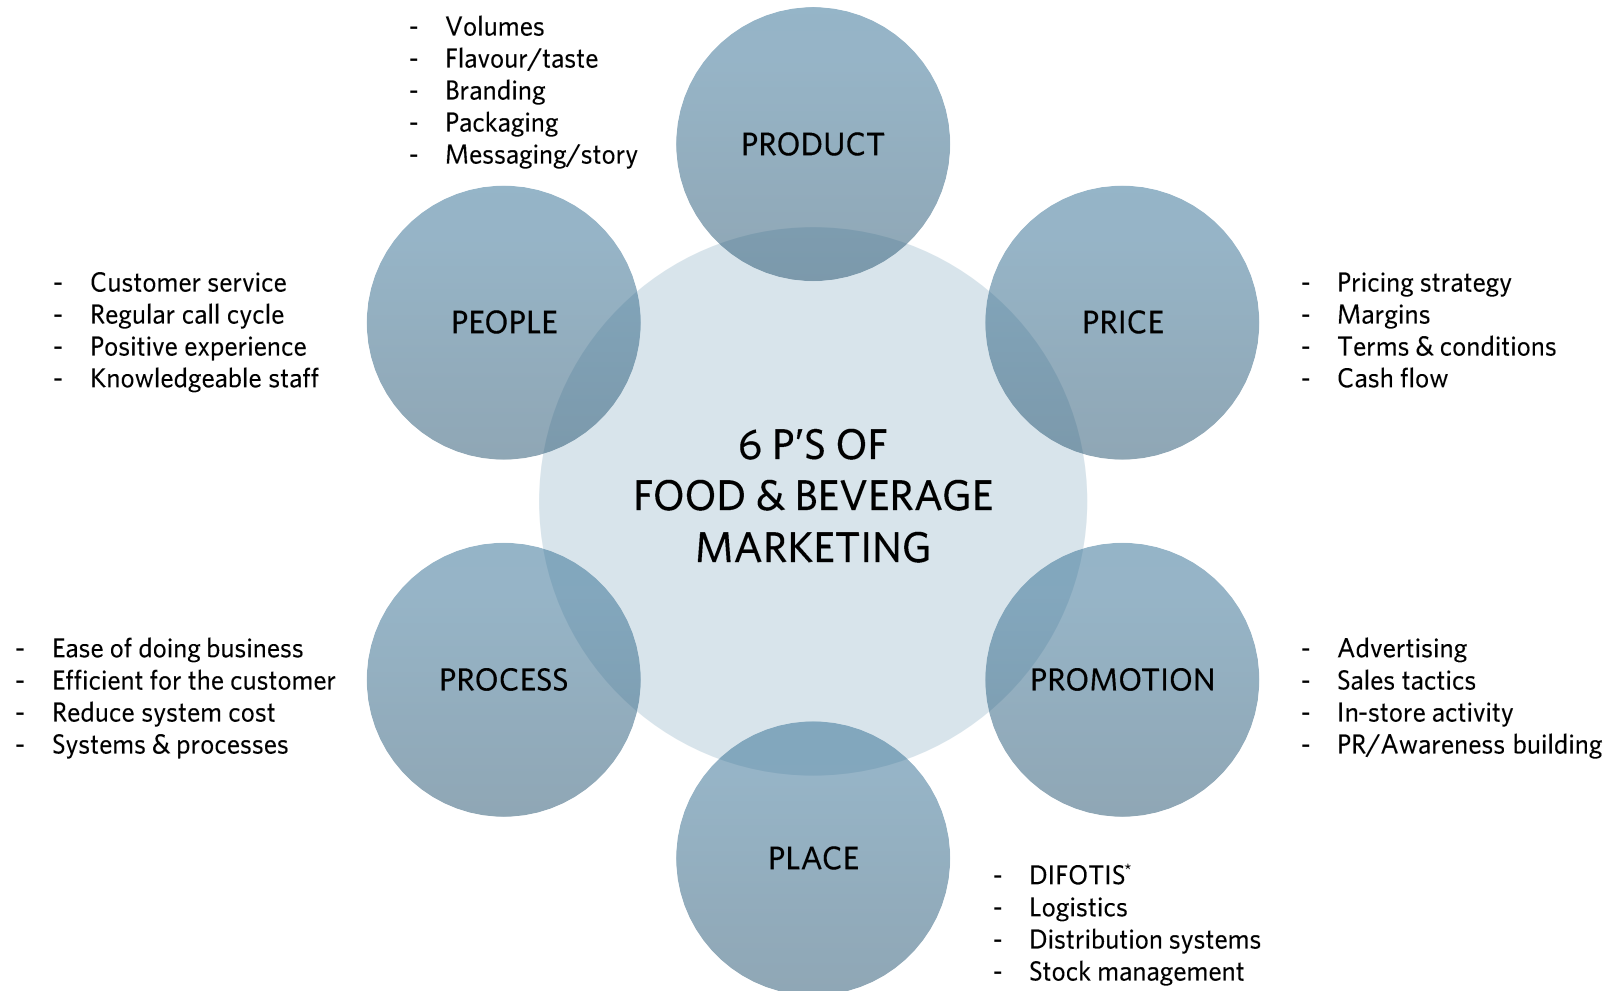 - Volumes
- Flavour/taste
- Branding
- Packaging
- Messaging/story
PRODUCT
PEOPLE
- Customer service
- Regular call cycle
- Positive experience
- Knowledgeable staff
PRICE
- Pricing strategy
- Margins
- Terms & conditions
- Cash flow
6 P'S OF
FOOD & BEVERAGE
MARKETING
PROCESS
- Ease of doing business
- Efficient for the customer
- Reduce system cost
- Systems & processes
PROMOTION
- Advertising
- Sales tactics
- In-store activity
- PR/Awareness building
PLACE
- DIFOTIS*
- Logistics
- Distribution systems
- Stock management